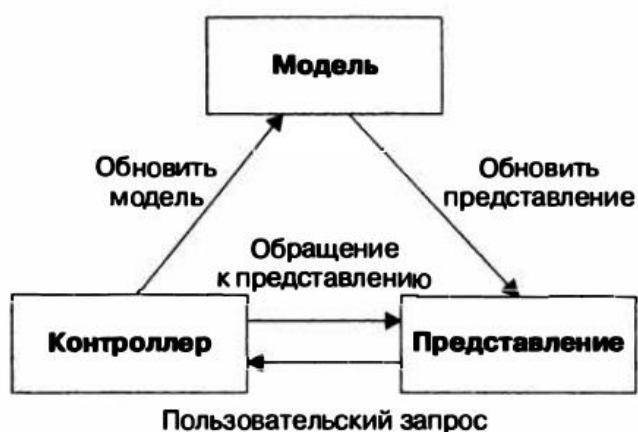 Модель
Обновить
модель
Обновить
представление
Обращение
к представлению
Контроллер
Представление
Пользовательский запрос